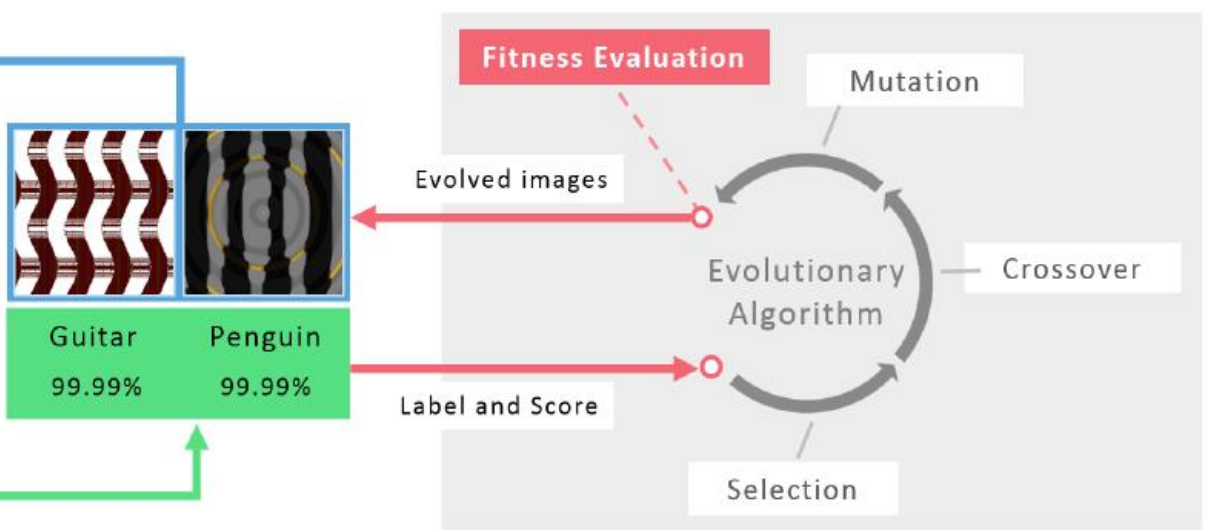 Fitness Evaluation
Mutation
Evolved images
Evolutionary
Algorithm
Crossover
Guitar Penguin
99.99% 99.99%
Label and Score
Selection